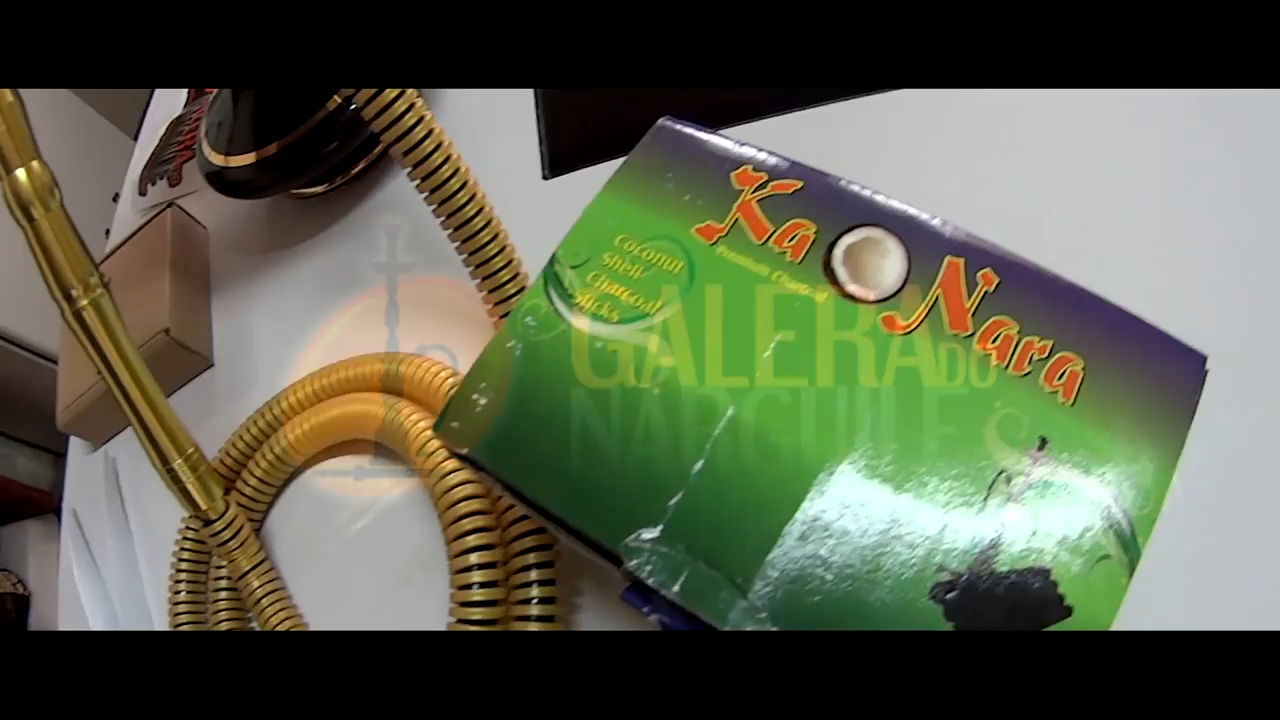 Ka Nara
Premium Charcoal
coconut
shell
Charcoal
Sticks
GALERA DO
NARGUILE